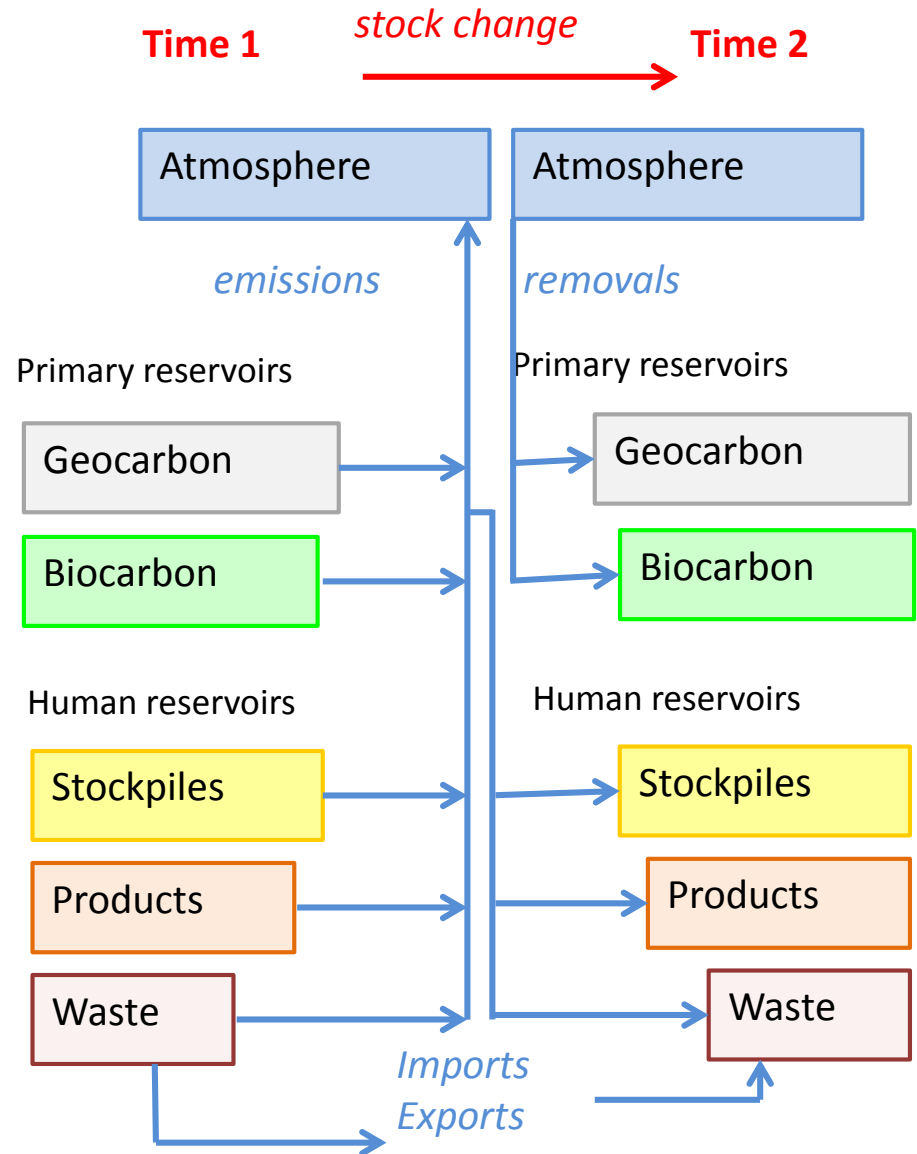 stock change
Time 1
Time 2
Atmosphere
Atmosphere
emissions
removals
Primary reservoirs
Primary reservoirs
Geocarbon
Geocarbon
Biocarbon
Biocarbon
Human reservoirs
Human reservoirs
Stockpiles
Stockpiles
Products
Products
Waste
Waste
Imports
Exports